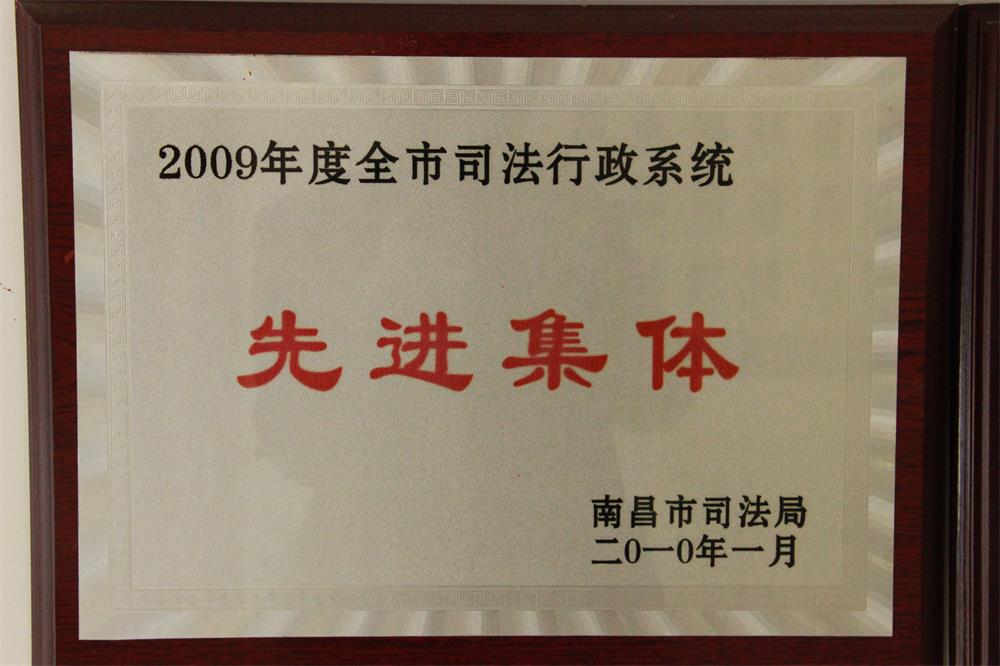 2009年度全市司法行政系统
先进集体
南昌市司法局
二0一0年一月